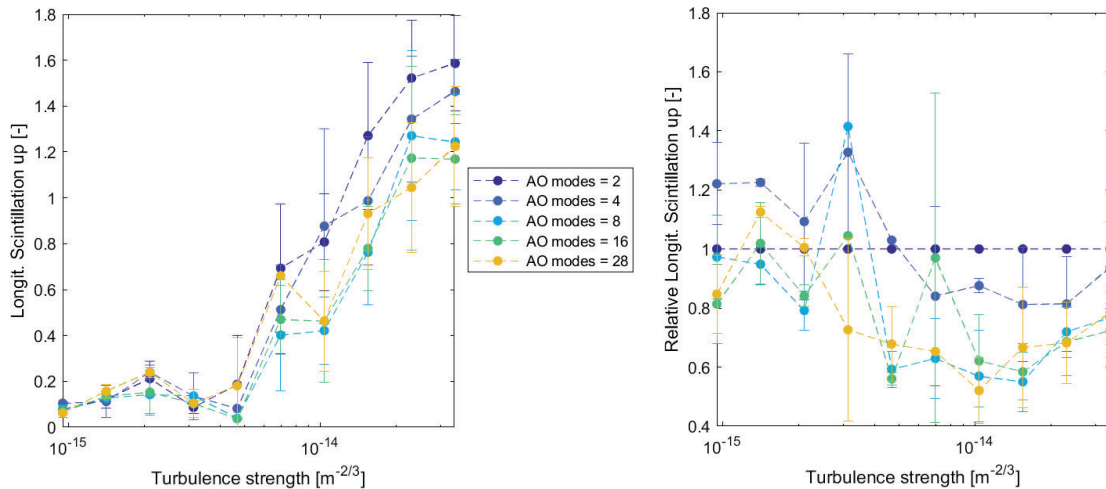 1.8
1.6
1.4
1.2
1
0.8
0.6
0.4
0.2
0
Longit. Scintillation up [-]
10-15
10-14
Turbulence strength [m-2/3]
AO modes = 2
AO modes = 4
AO modes = 8
AO modes = 16
AO modes = 28
1.8
1.6
1.4
1.2
1
0.8
0.6
0.4
Relative Longit. Scintillation up [-]
10-15
10-14
Turbulence strength [m-2/3]